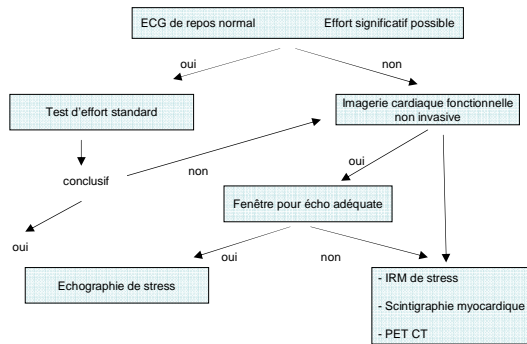 ECG de repos normal Effort significatif possible
oui non
Test d'effort standard
Imagerie cardiaque fonctionnelle
non invasive
conclusif
non
oui
Fenêtre pour écho adéquate
oui
oui non
Echographie de stress
- IRM de stress
- Scintigraphie myocardique
- PET CT